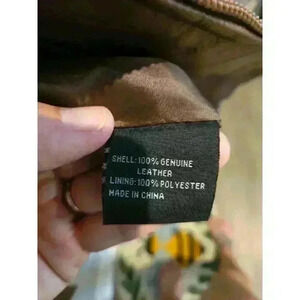 SHELL:100% GENUINE
LEATHER
LINING:100% POLYESTER
MADE IN CHINA